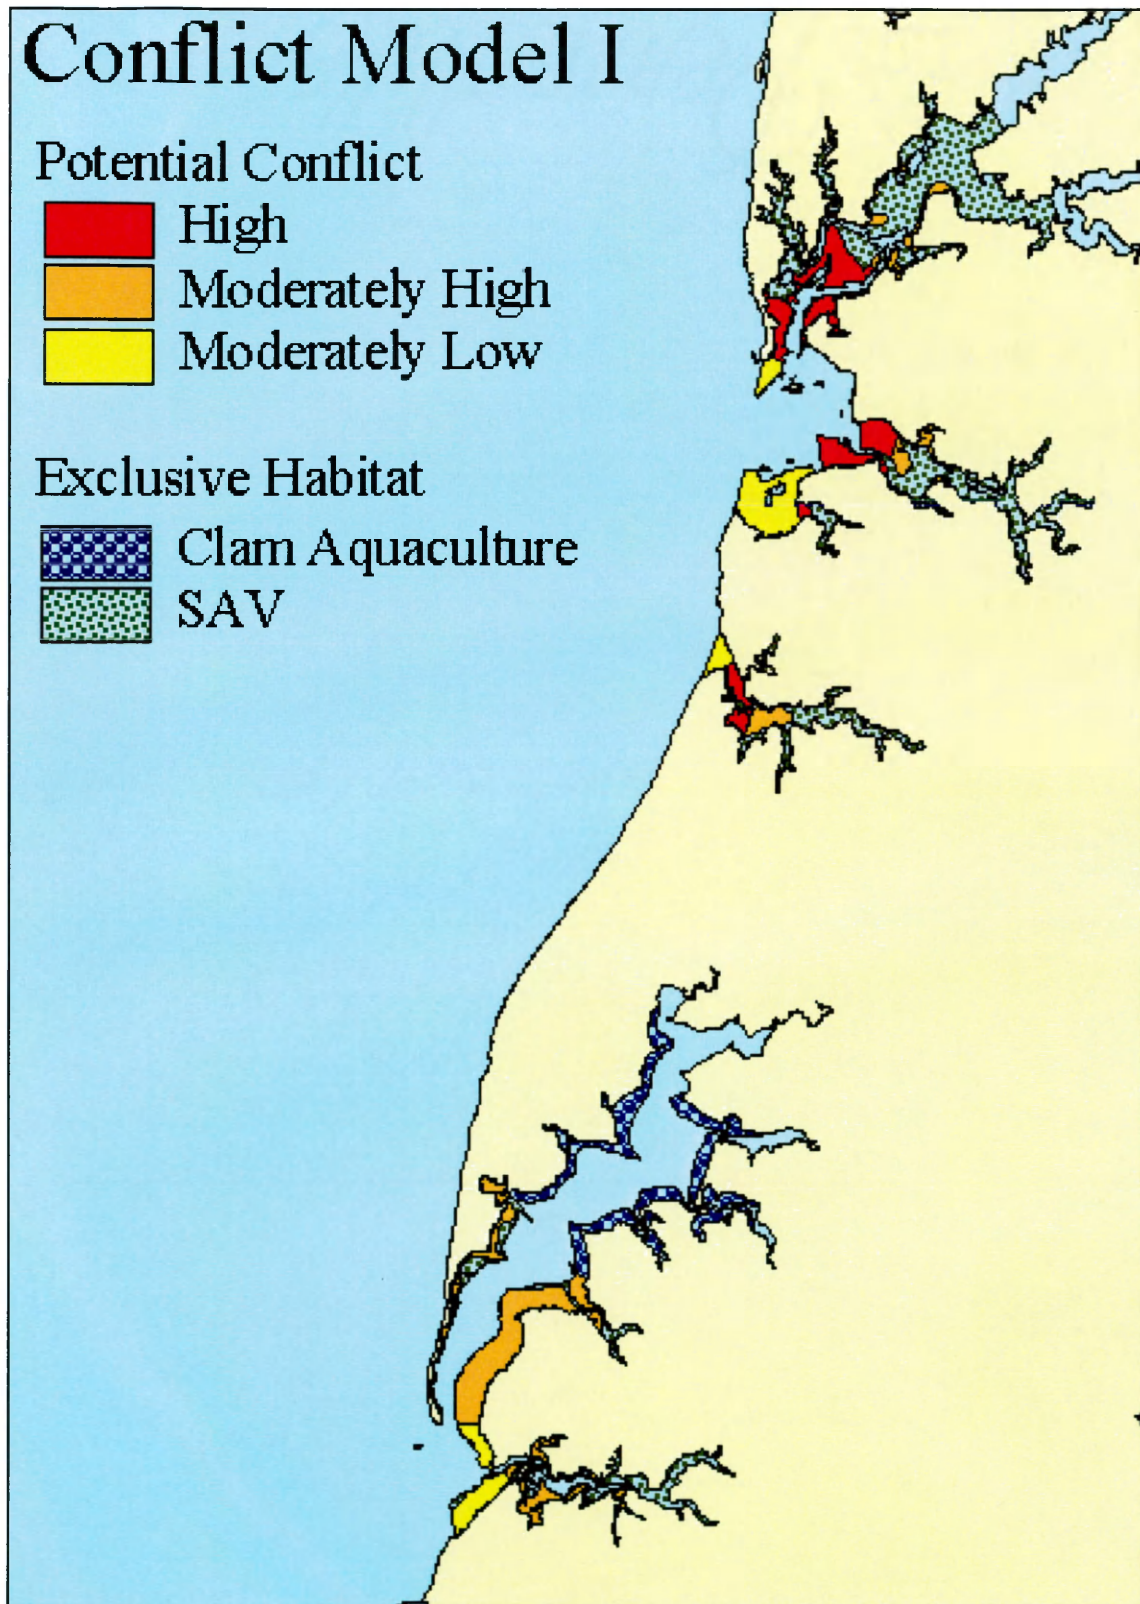 Conflict Model I
Potential Conflict
High
Moderately High
Moderately Low
Exclusive Habitat
Clam Aquaculture
SAV